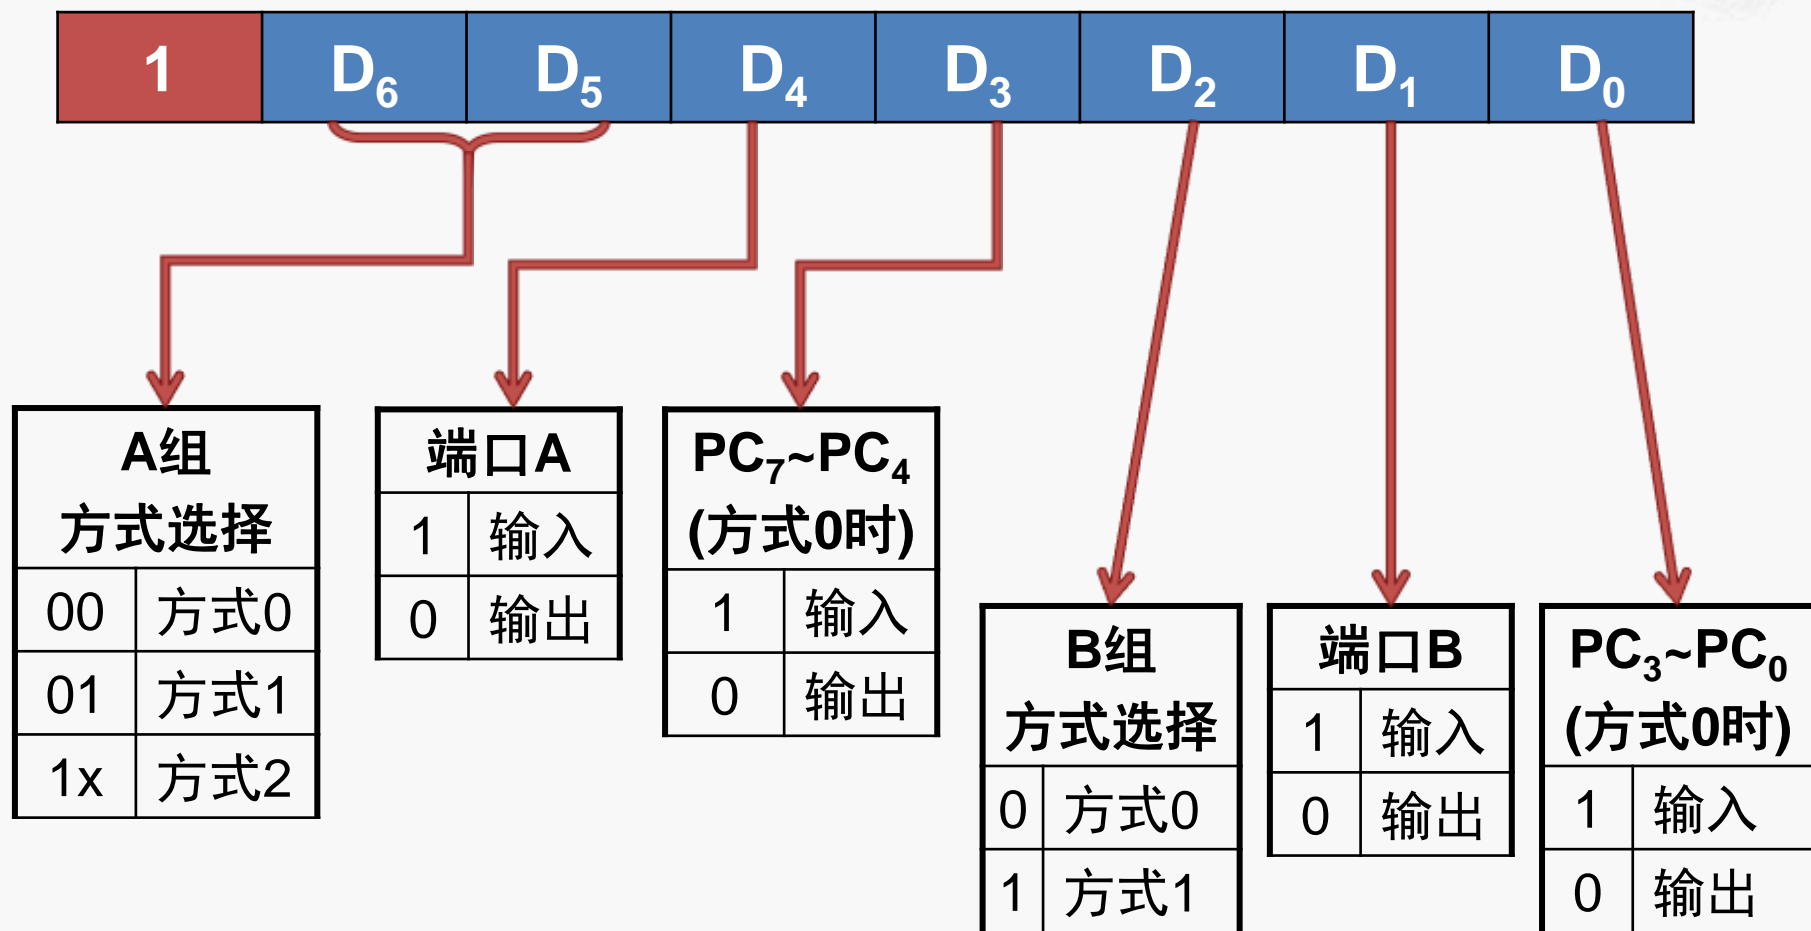 1 D₆ D₅ D₄ D₃ D₂ D₁ D₀
A组
方式选择
00 方式0
01 方式1
1x 方式2
端口A
1 输入
0 输出
PC₇~PC₄
(方式0时)
1 输入
0 输出
B组
方式选择
0 方式0
1 方式1
端口B
1 输入
0 输出
PC₃~PC₀
(方式0时)
1 输入
0 输出